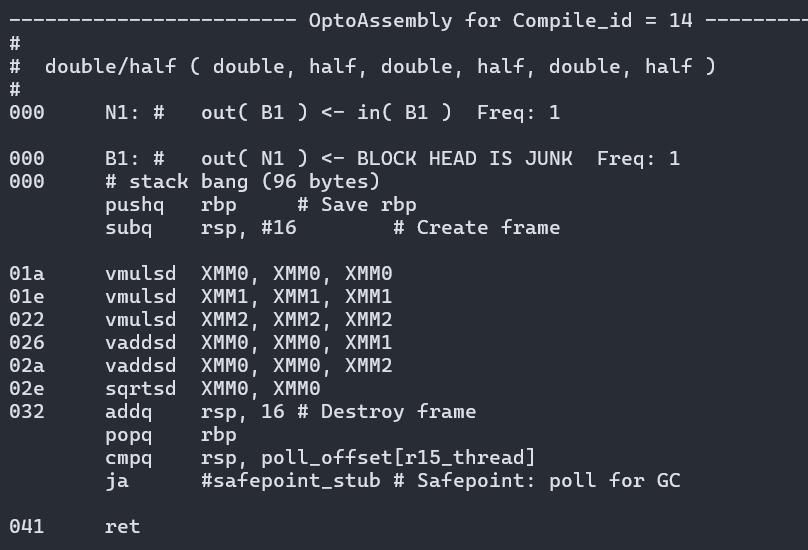 ------------------------ OptoAssembly for Compile_id = 14 ---------
#
#  double/half ( double, half, double, half, double, half )
#
000     N1: #   out( B1 ) <- in( B1 )  Freq: 1
000     B1: #   out( N1 ) <- BLOCK HEAD IS JUNK  Freq: 1
000     # stack bang (96 bytes)
        pushq   rbp     # Save rbp
        subq    rsp, #16        # Create frame
01a     vmulsd  XMM0, XMM0, XMM0
01e     vmulsd  XMM1, XMM1, XMM1
022     vmulsd  XMM2, XMM2, XMM2
026     vaddsd  XMM0, XMM0, XMM1
02a     vaddsd  XMM0, XMM0, XMM2
02e     sqrtsd  XMM0, XMM0
032     addq    rsp, 16 # Destroy frame
        popq    rbp
        cmpq    rsp, poll_offset[r15_thread]
        ja      #safepoint_stub # Safepoint: poll for GC
041     ret